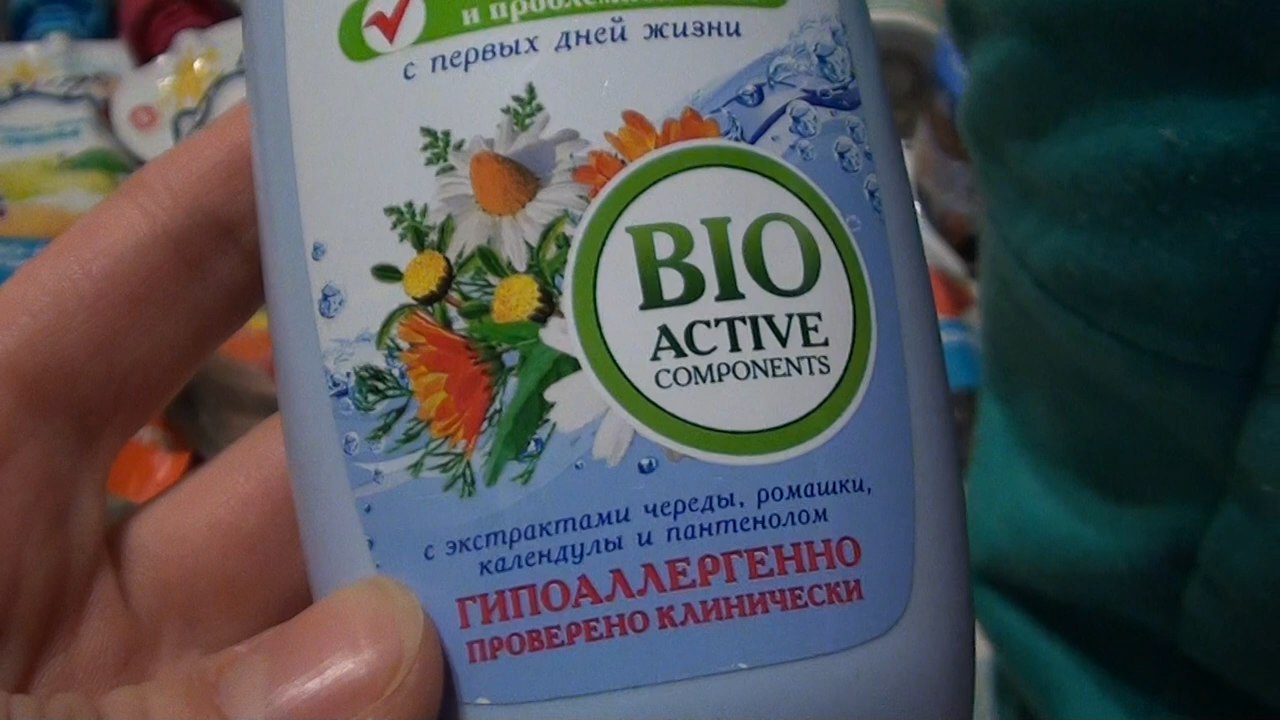 и
с первых дней жизни
BIO
ACTIVE
COMPONENTS
с экстрактами череды, ромашки,
календулы и пантенолом
ГИПОАЛЛЕРГЕННО
ПРОВЕРЕНО КЛИНИЧЕСКИ